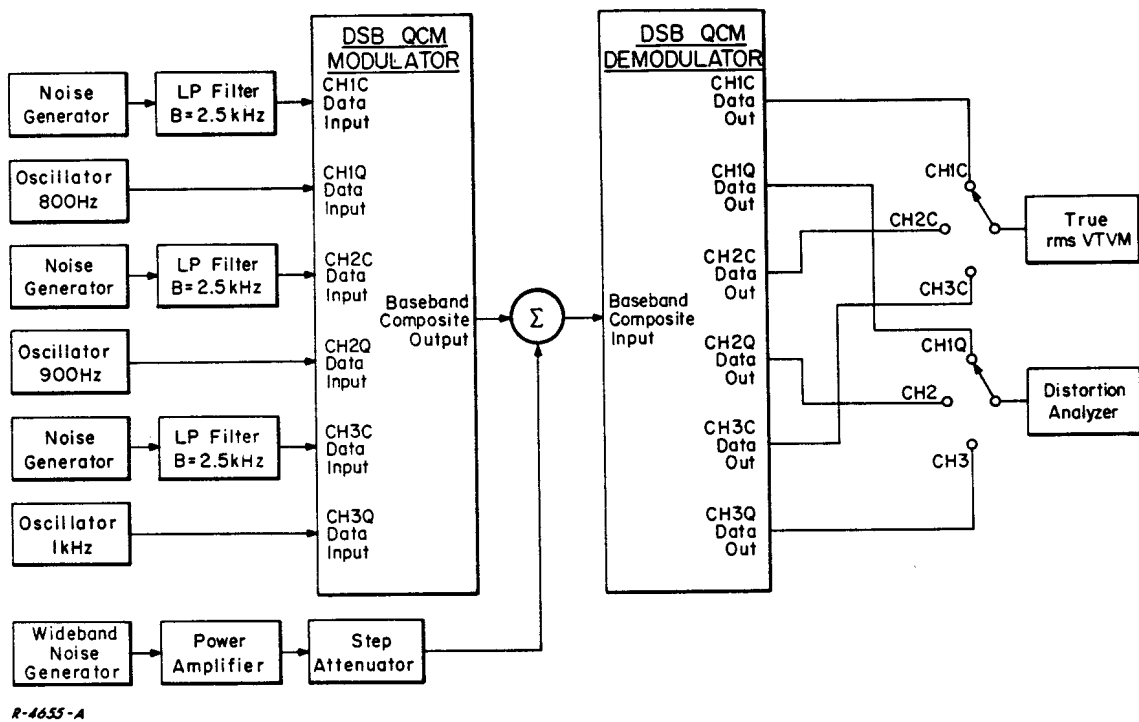 DSB QCM
MODULATOR
DSB QCM
DEMODULATOR
Noise
Generator
LP Filter
B=2.5kHz
CH1C
Data
Input
Oscillator
800Hz
CH1Q
Data
Input
Noise
Generator
LP Filter
B=2.5kHz
CH2C
Data
Input
Oscillator
900Hz
CH2Q
Data
Input
Noise
Generator
LP Filter
B=2.5kHz
CH3C
Data
Input
Oscillator
1kHz
CH3Q
Data
Input
Baseband
Composite
Output
Σ
Wideband
Noise
Generator
Power
Amplifier
Step
Attenuator
Baseband
Composite
Input
CH1C
Data
Out
CH1Q
Data
Out
CH2C
Data
Out
CH2Q
Data
Out
CH3C
Data
Out
CH3Q
Data
Out
CH1C
CH2C
CH3C
True
rms VTVM
CH1Q
CH2
CH3
Distortion
Analyzer
R-4655-A